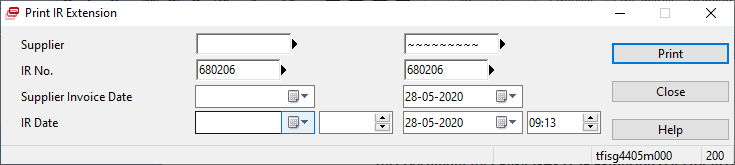 Print IR Extension
Supplier ~~~~~~~~~ Print
IR No. 680206 680206
Supplier Invoice Date 28-05-2020 Close
IR Date 28-05-2020 09:13 Help
tfisg4405m000 200